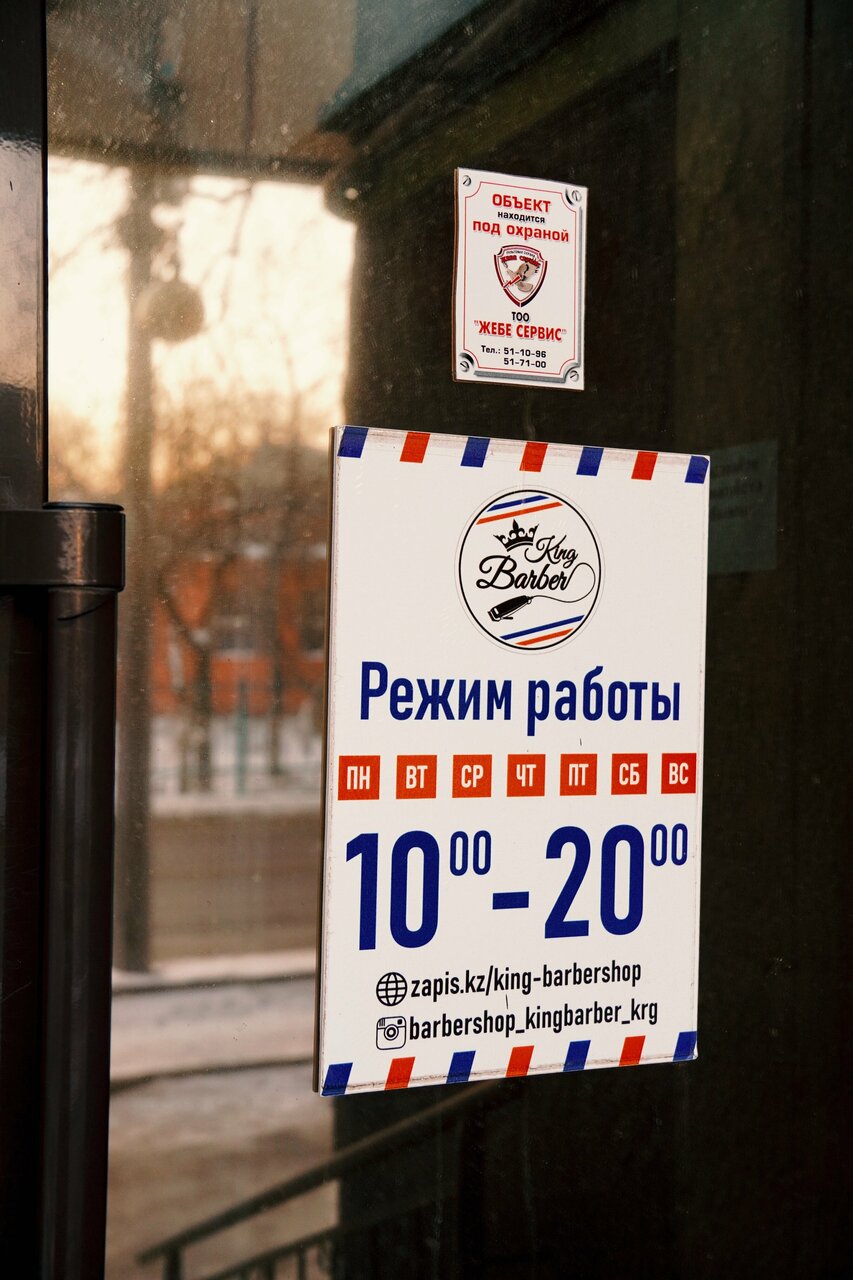 ОБЪЕКТ
находится
под охраной
ТОО
"ЖЕБЕ СЕРВИС"
Тел.: 51-10-96
51-71-00
King
Barber
Режим работы
ПН ВТ СР ЧТ ПТ СБ ВС
10⁰⁰-20⁰⁰
zapis.kz/king-barbershop
barbershop_kingbarber_krg